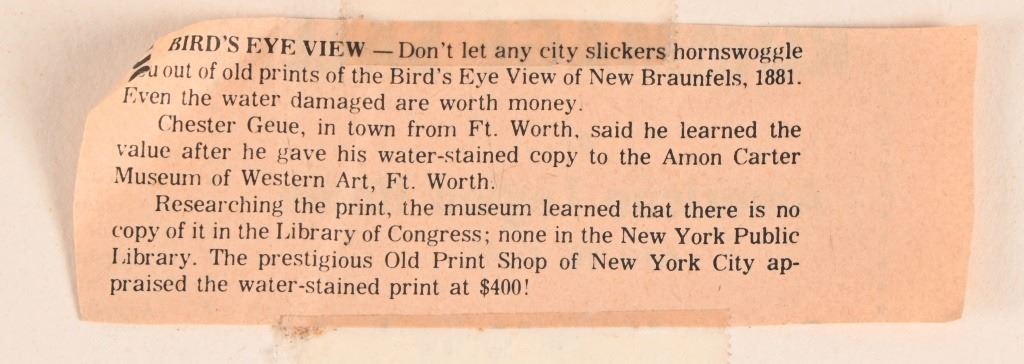 BIRD'S EYE VIEW — Don't let any city slickers hornswoggle
out of old prints of the Bird's Eye View of New Braunfels, 1881.
Even the water damaged are worth money.
Chester Geue, in town from Ft. Worth, said he learned the
value after he gave his water-stained copy to the Amon Carter
Museum of Western Art, Ft. Worth.
Researching the print, the museum learned that there is no
copy of it in the Library of Congress; none in the New York Public
Library. The prestigious Old Print Shop of New York City ap-
praised the water-stained print at $400!